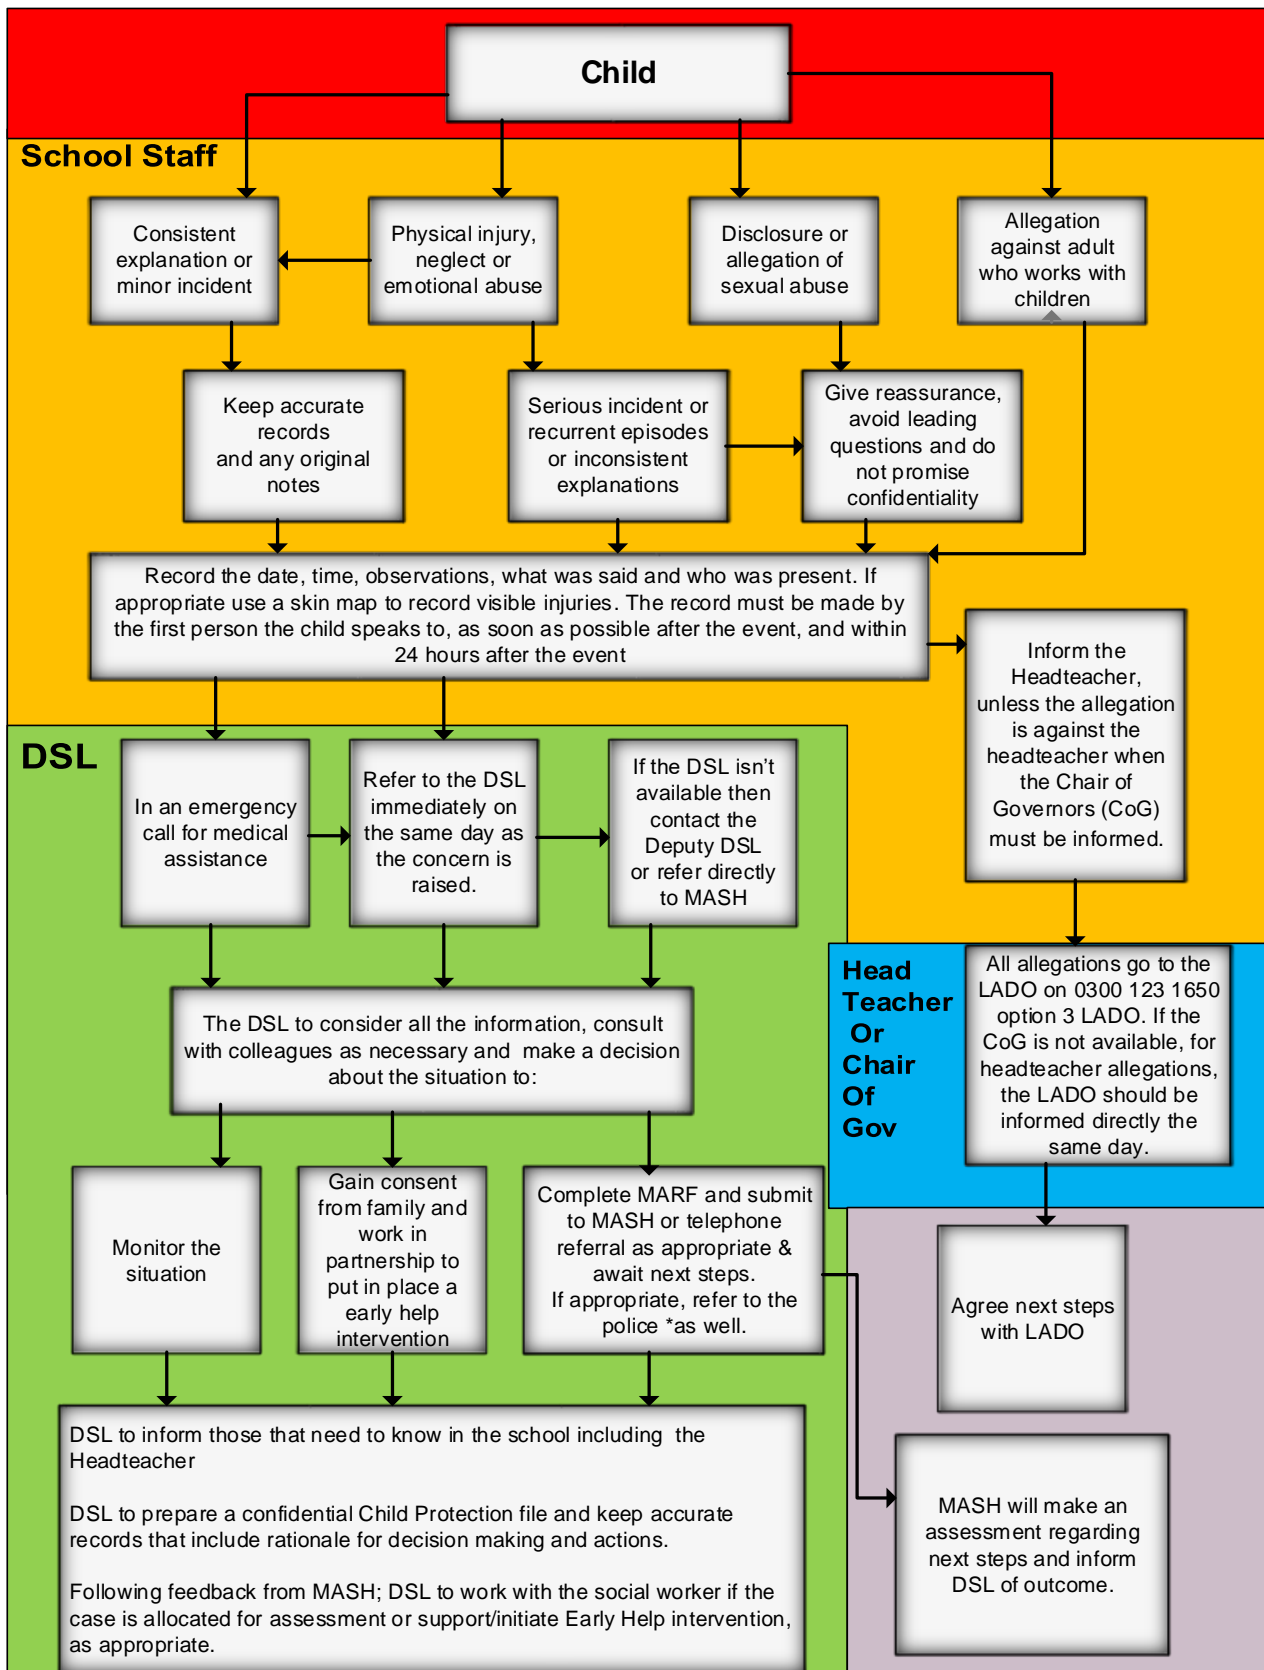 Child
School Staff
Consistent
explanation or
minor incident
Physical injury,
neglect or
emotional abuse
Disclosure or
allegation of
sexual abuse
Allegation
against adult
who works with
children
Keep accurate
records
and any original
notes
Serious incident or
recurrent episodes
or inconsistent
explanations
Give reassurance,
avoid leading
questions and do
not promise
confidentiality
Record the date, time, observations, what was said and who was present. If
appropriate use a skin map to record visible injuries. The record must be made by
the first person the child speaks to, as soon as possible after the event, and within
24 hours after the event
Inform the
Headteacher,
unless the allegation
is against the
headteacher when
the Chair of
Governors (CoG)
must be informed.
DSL
In an emergency
call for medical
assistance
Refer to the DSL
immediately on
the same day as
the concern is
raised.
If the DSL isn’t
available then
contact the
Deputy DSL
or refer directly
to MASH
Head
Teacher
Or
Chair
Of
Gov
All allegations go to the
LADO on 0300 123 1650
option 3 LADO. If the
CoG is not available, for
headteacher allegations,
the LADO should be
informed directly the
same day.
The DSL to consider all the information, consult
with colleagues as necessary and  make a decision
about the situation to:
Monitor the
situation
Gain consent
from family and
work in
partnership to
put in place a
early help
intervention
Complete MARF and submit
to MASH or telephone
referral as appropriate &
await next steps.
If appropriate, refer to the
police *as well.
Agree next steps
with LADO
DSL to inform those that need to know in the school including  the
Headteacher
DSL to prepare a confidential Child Protection file and keep accurate
records that include rationale for decision making and actions.
Following feedback from MASH; DSL to work with the social worker if the
case is allocated for assessment or support/initiate Early Help intervention,
as appropriate.
MASH will make an
assessment regarding
next steps and inform
DSL of outcome.